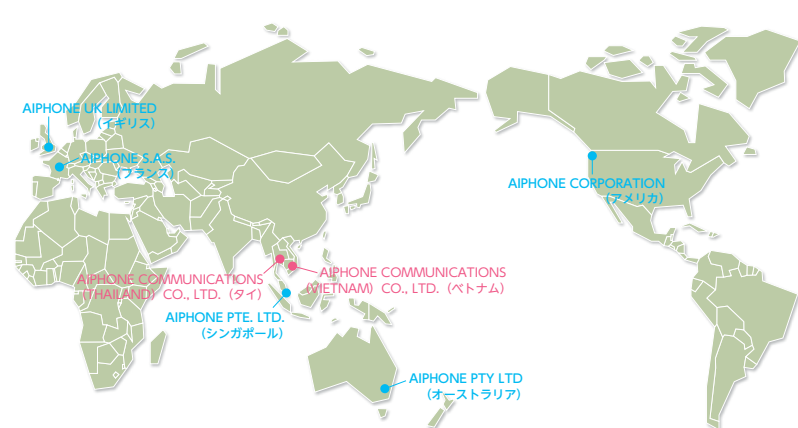 AIPHONE UK LIMITED
（イギリス）
AIPHONE S.A.S.
（フランス）
AIPHONE CORPORATION
（アメリカ）
AIPHONE COMMUNICATIONS
（THAILAND）CO., LTD.（タイ）
AIPHONE COMMUNICATIONS
（VIETNAM）CO., LTD.（ベトナム）
AIPHONE PTE. LTD.
（シンガポール）
AIPHONE PTY LTD
（オーストラリア）